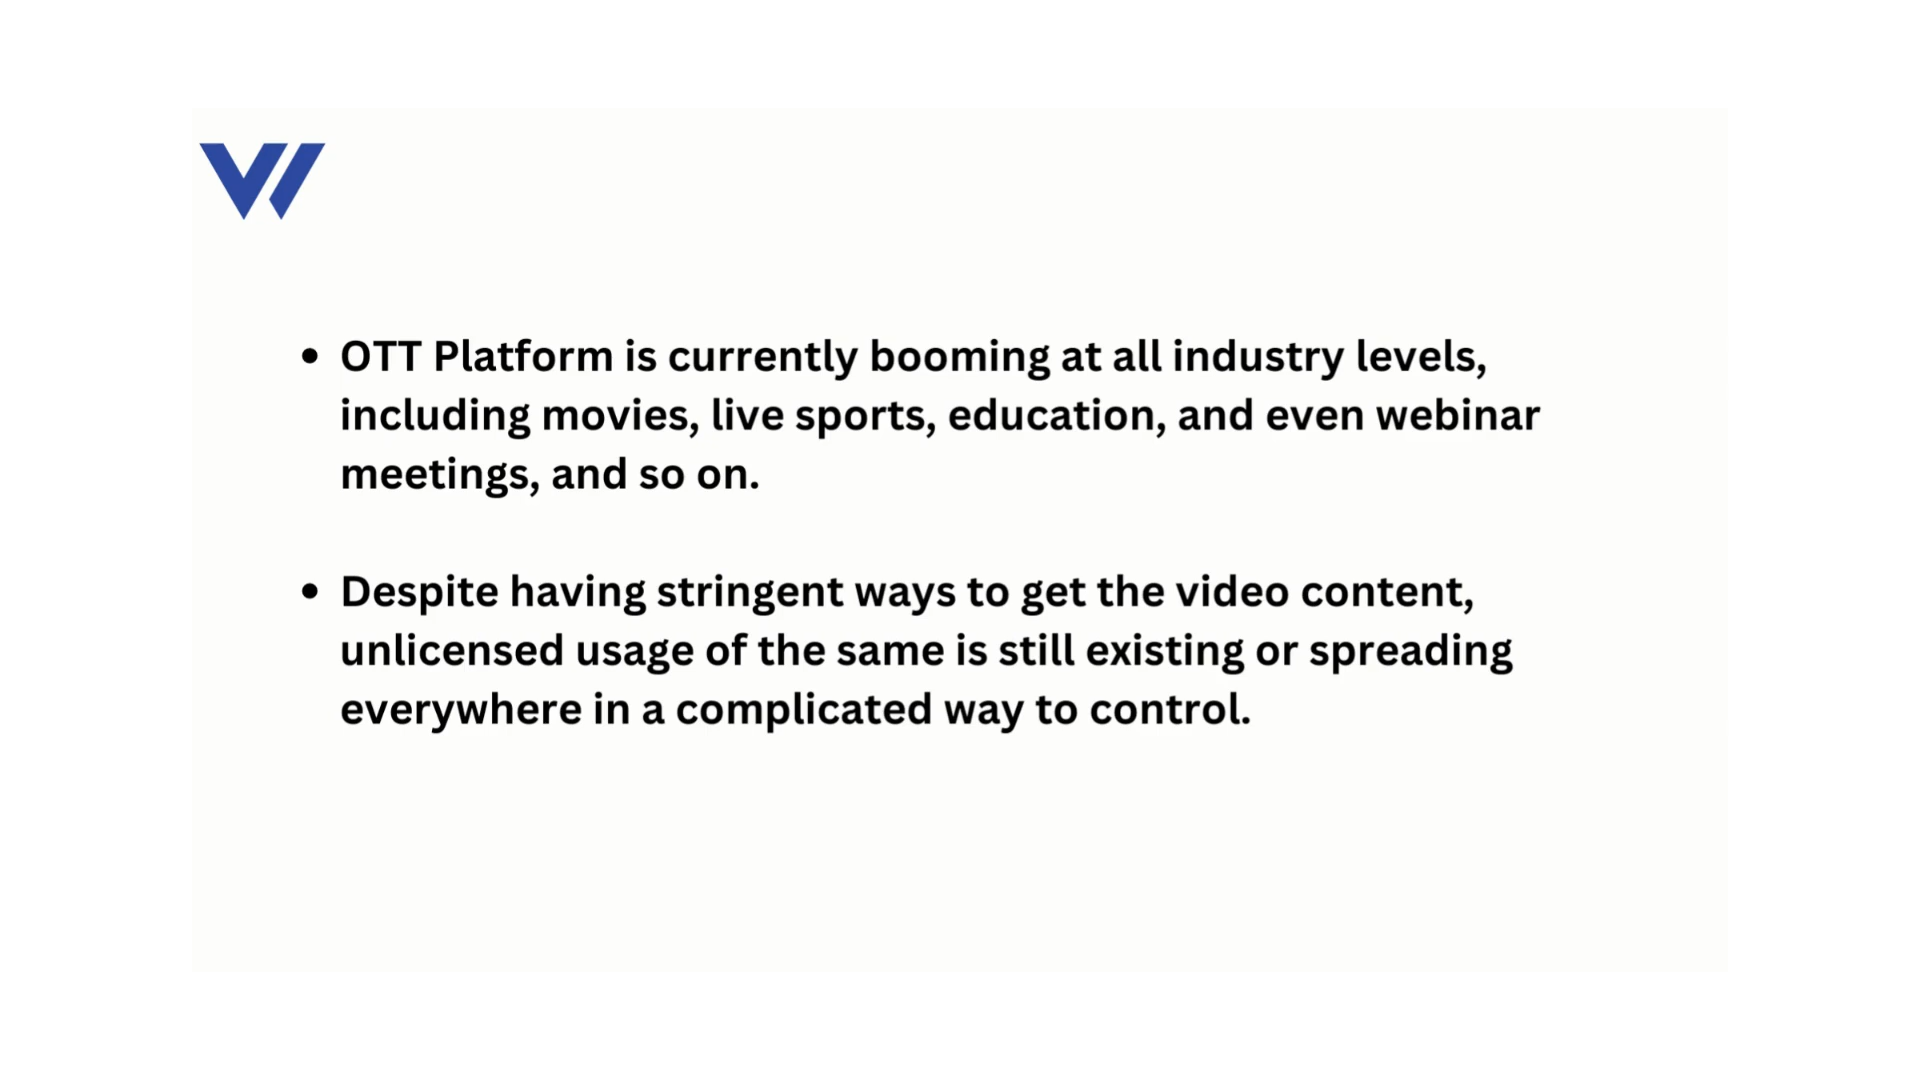 • OTT Platform is currently booming at all industry levels,
including movies, live sports, education, and even webinar
meetings, and so on.
• Despite having stringent ways to get the video content,
unlicensed usage of the same is still existing or spreading
everywhere in a complicated way to control.